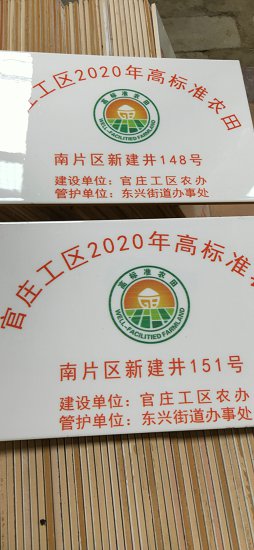 工区2020年高标准农田
高标准农田
WELL-FACILITIED FARMLAND
南片区新建井148号
建设单位：官庄工区农办
管护单位：东兴街道办事处
官庄工区2020年高标准农
高标准农田
WELL-FACILITIED FARMLAND
南片区新建井151号
建设单位：官庄工区农办
管护单位：东兴街道办事处